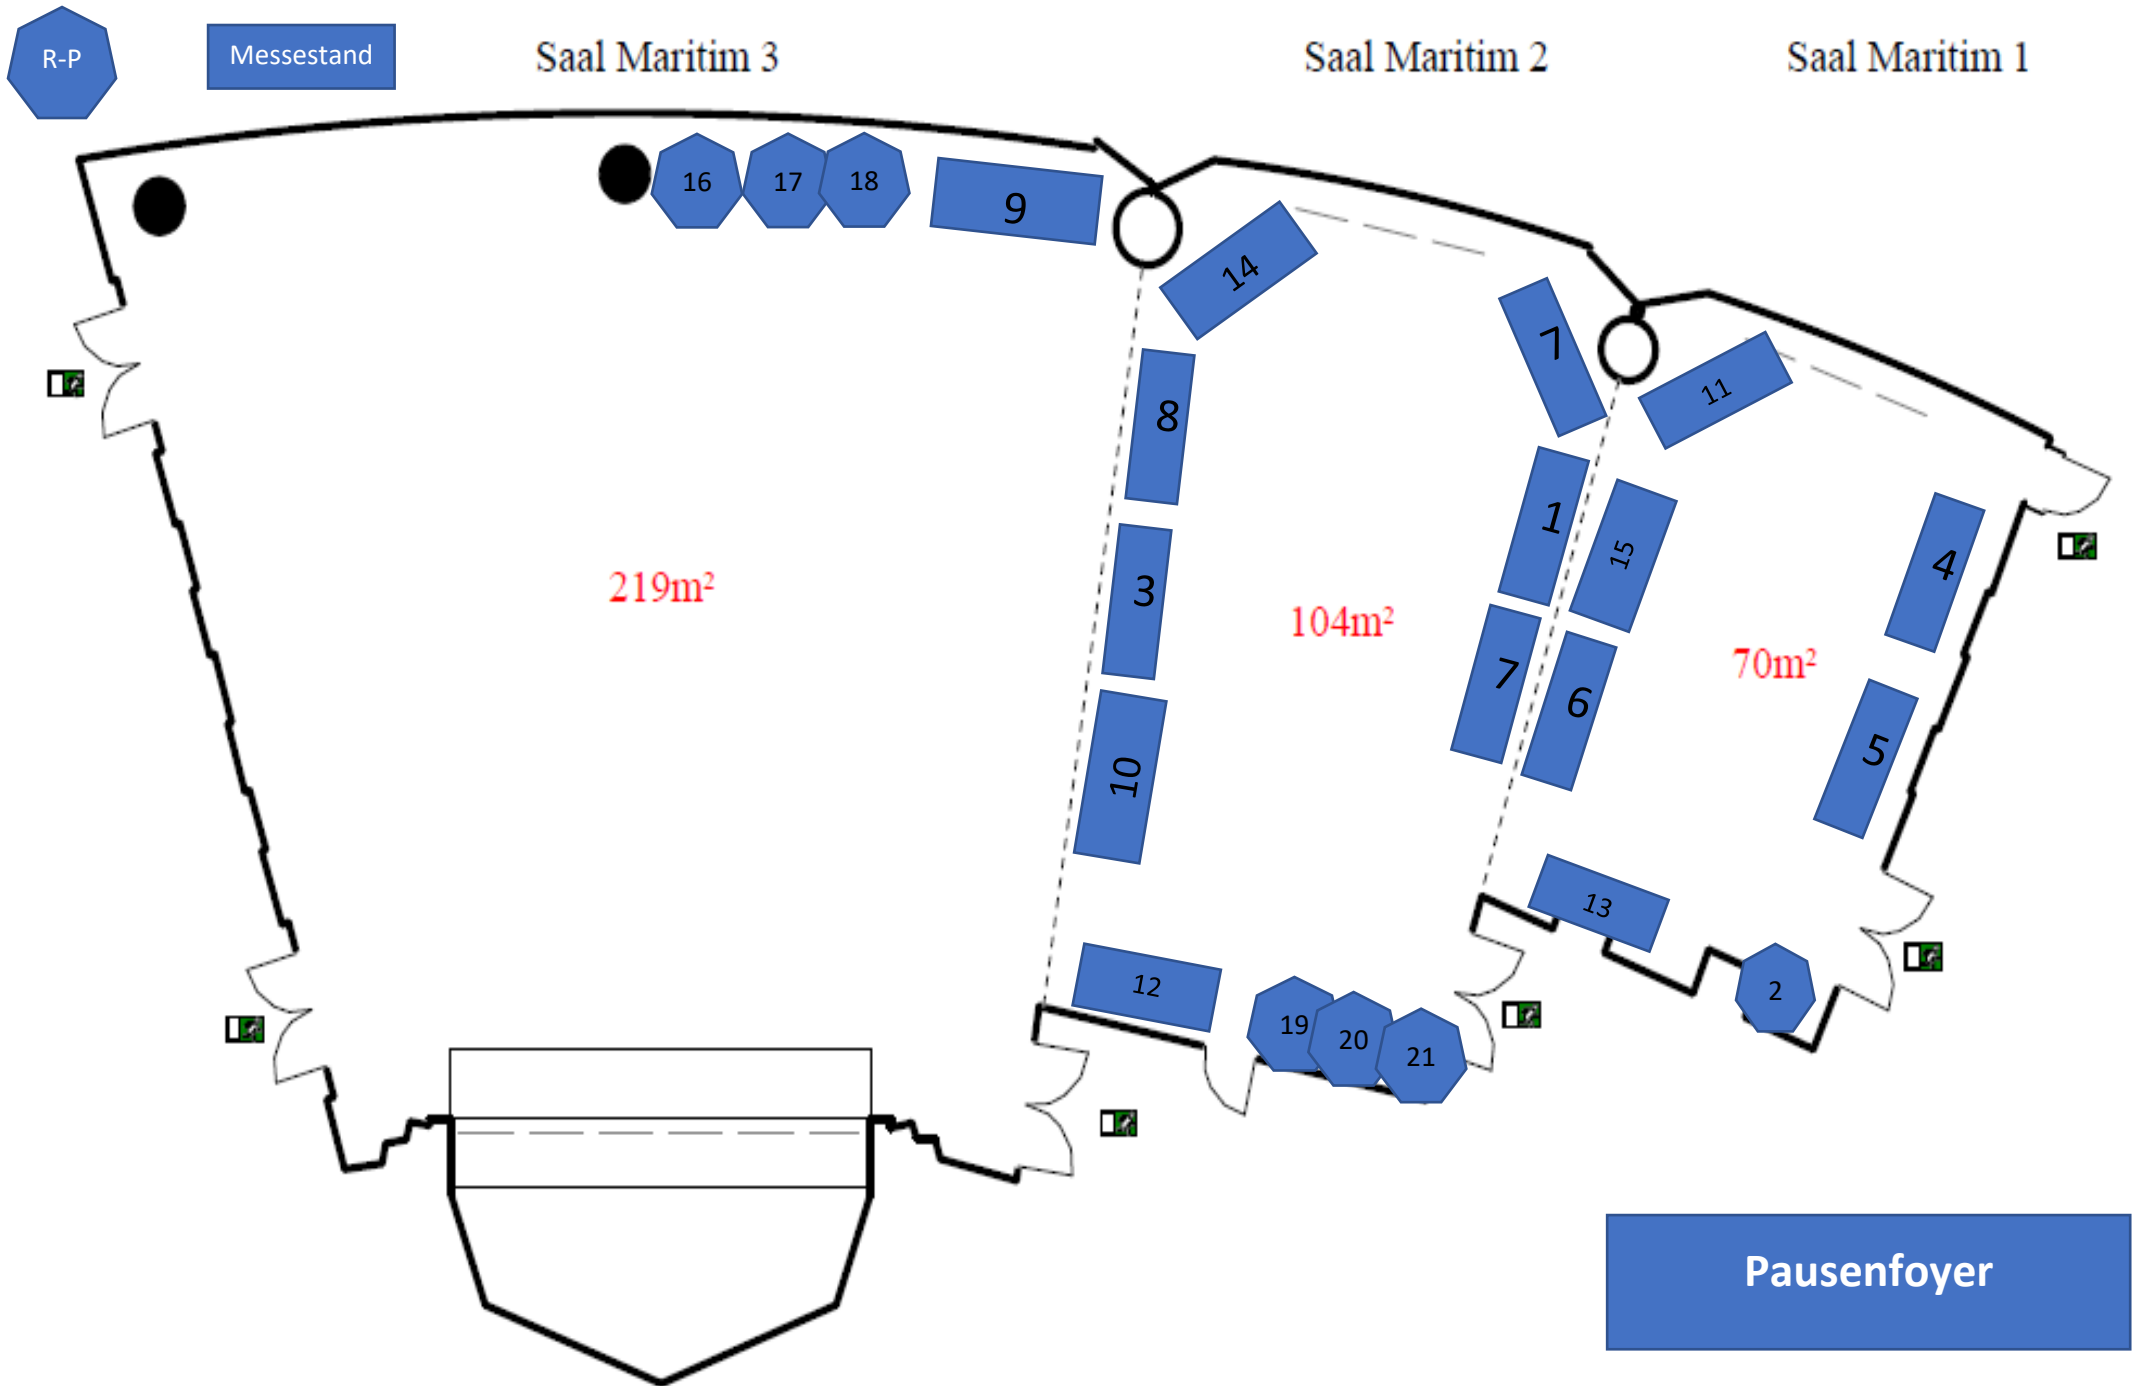 R-P
Messestand
Saal Maritim 3
Saal Maritim 2
Saal Maritim 1
16
17
18
9
14
7
11
8
1
15
4
3
219m²
104m²
70m²
7
6
5
10
13
12
2
19
20
21
Pausenfoyer